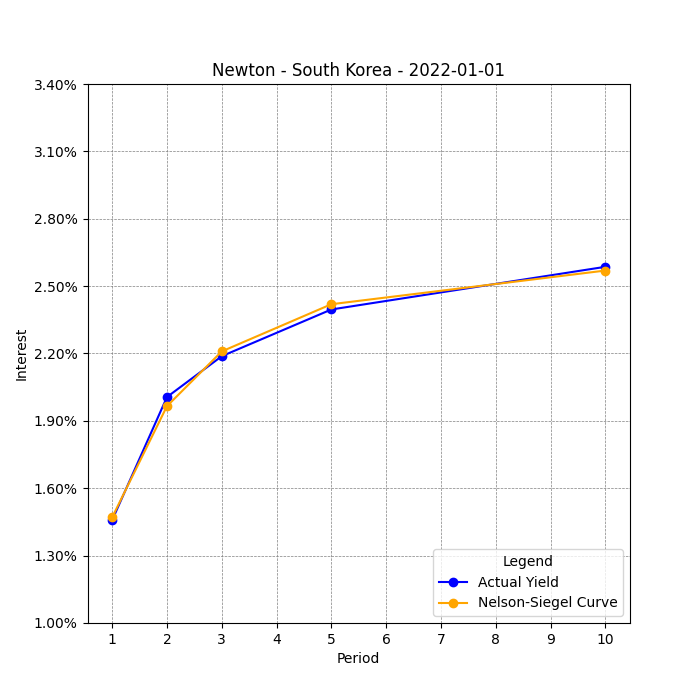 Newton - South Korea - 2022-01-01
3.40%
3.10%
2.80%
2.50%
2.20%
1.90%
1.60%
1.30%
1.00%
Interest
Legend
Actual Yield
Nelson-Siegel Curve
1 2 3 4 5 6 7 8 9 10
Period